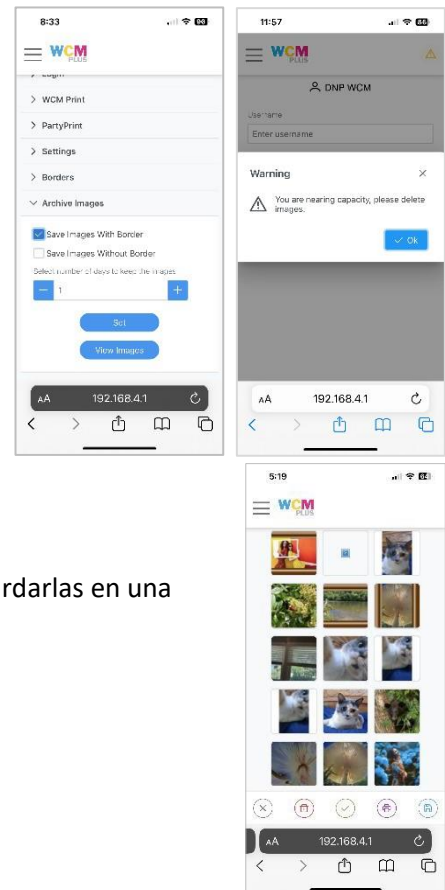 8:33
WCM
PLUS
Login
WCM Print
PartyPrint
Settings
Borders
Archive Images
Save Images With Border
Save Images Without Border
Select number of days to keep the images
1
Set
View Images
AA 192.168.4.1
11:57
WCM
PLUS
DNP WCM
Username
Enter username
Warning
You are nearing capacity, please delete
images.
Ok
AA 192.168.4.1
5:19
WCM
PLUS
rdarlas en una
AA 192.168.4.1